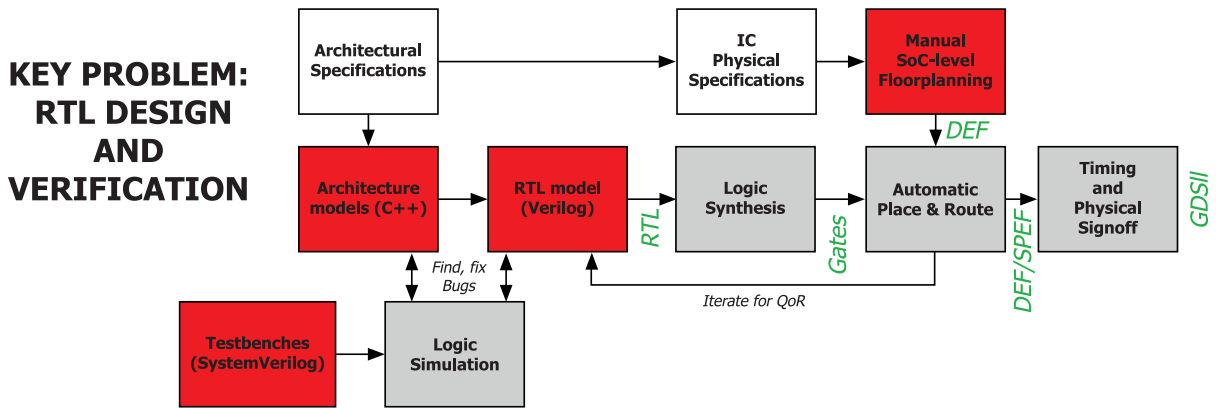 KEY PROBLEM:
RTL DESIGN
AND
VERIFICATION
Architectural
Specifications
IC
Physical
Specifications
Manual
SoC-level
Floorplanning
DEF
Architecture
models (C++)
RTL model
(Verilog)
RTL
Logic
Synthesis
Gates
Automatic
Place & Route
DEF/SPEF
Timing
and
Physical
Signoff
GDSII
Find, fix
Bugs
Iterate for QoR
Testbenches
(SystemVerilog)
Logic
Simulation